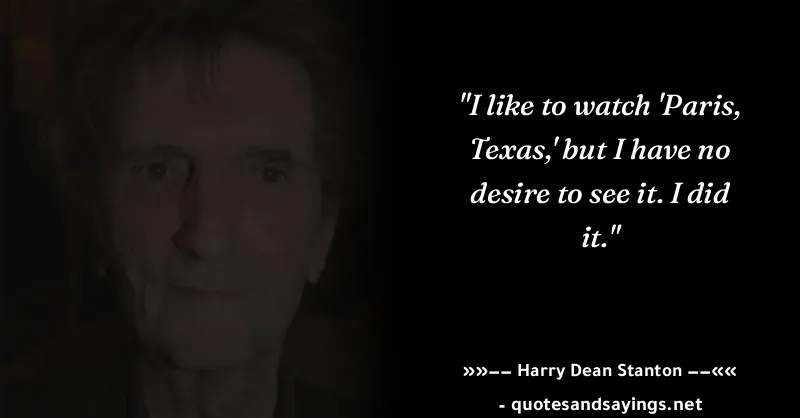 "I like to watch 'Paris,
Texas,' but I have no
desire to see it. I did
it."
»»−− Harry Dean Stanton −−««
- quotesandsayings.net